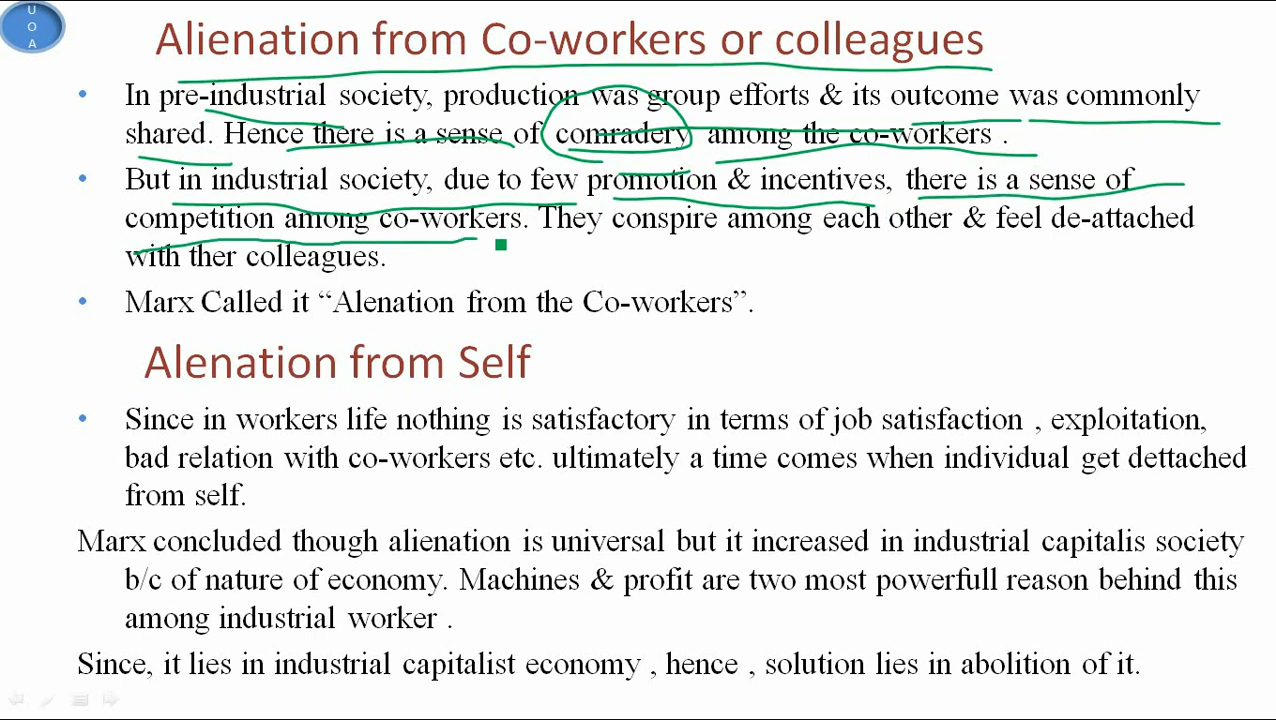 U
O
A
Alienation from Co-workers or colleagues
• In pre-industrial society, production was group efforts & its outcome was commonly
shared. Hence there is a sense of comradery among the co-workers .
• But in industrial society, due to few promotion & incentives, there is a sense of
competition among co-workers. They conspire among each other & feel de-attached
with ther colleagues.
• Marx Called it “Alenation from the Co-workers”.
Alenation from Self
• Since in workers life nothing is satisfactory in terms of job satisfaction , exploitation,
bad relation with co-workers etc. ultimately a time comes when individual get dettached
from self.
Marx concluded though alienation is universal but it increased in industrial capitalis society
b/c of nature of economy. Machines & profit are two most powerfull reason behind this
among industrial worker .
Since, it lies in industrial capitalist economy , hence , solution lies in abolition of it.